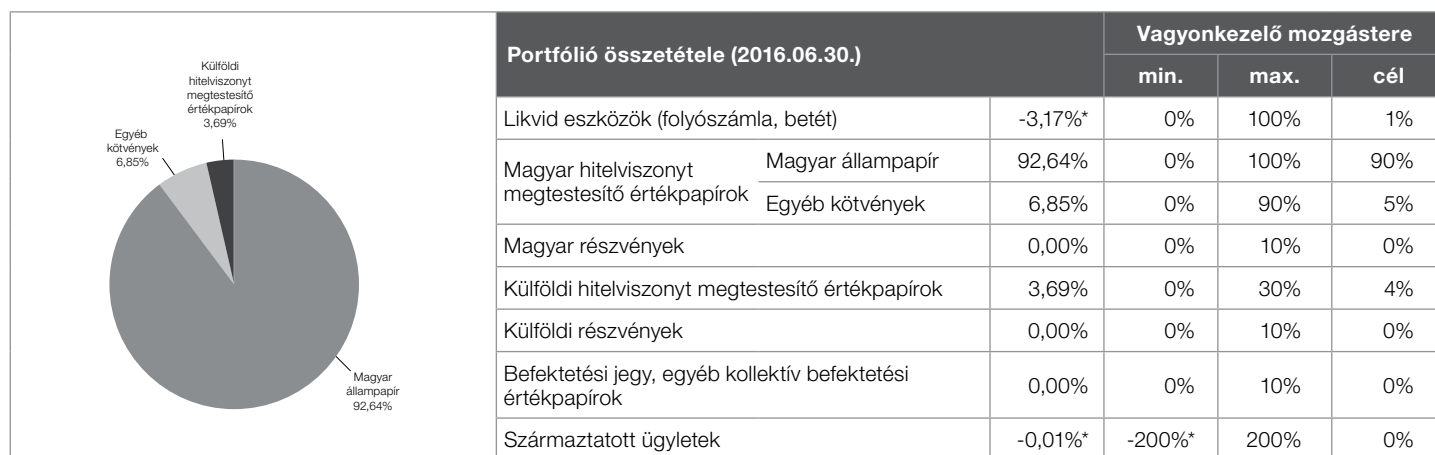 Külföldi
hitelviszonyt
megtestesítő
értékpapírok
3,69%
Egyéb
kötvények
6,85%
Magyar
állampapír
92,64%
Portfólió összetétele (2016.06.30.) Vagyonkezelő mozgástere
min. max. cél
Likvid eszközök (folyószámla, betét) -3,17%* 0% 100% 1%
Magyar hitelviszonyt
megtestesítő értékpapírok
Magyar állampapír 92,64% 0% 100% 90%
Egyéb kötvények 6,85% 0% 90% 5%
Magyar részvények 0,00% 0% 10% 0%
Külföldi hitelviszonyt megtestesítő értékpapírok 3,69% 0% 30% 4%
Külföldi részvények 0,00% 0% 10% 0%
Befektetési jegy, egyéb kollektív befektetési
értékpapírok 0,00% 0% 10% 0%
Származtatott ügyletek -0,01%* -200%* 200% 0%